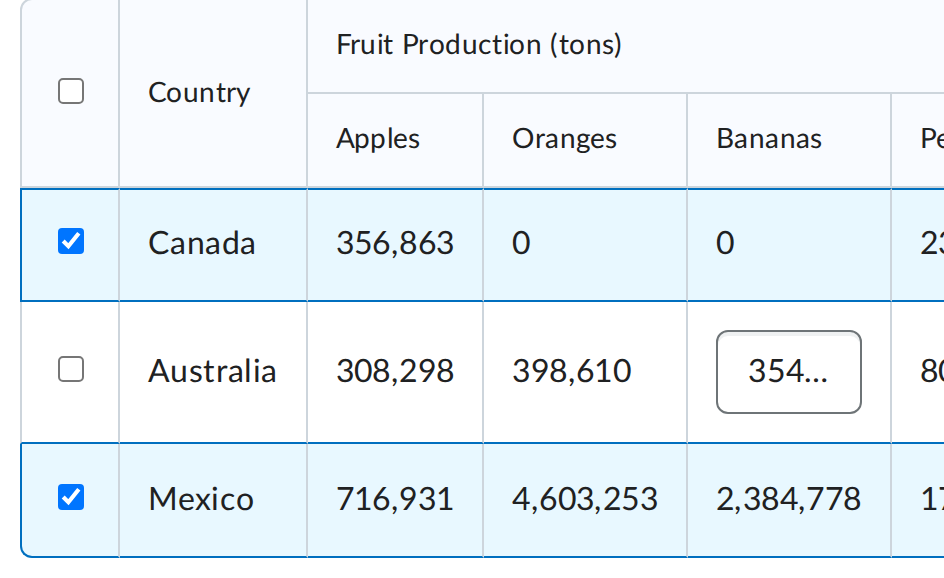 Fruit Production (tons)
Country
Apples Oranges Bananas
Canada 356,863 0 0
Australia 308,298 398,610 354...
Mexico 716,931 4,603,253 2,384,778